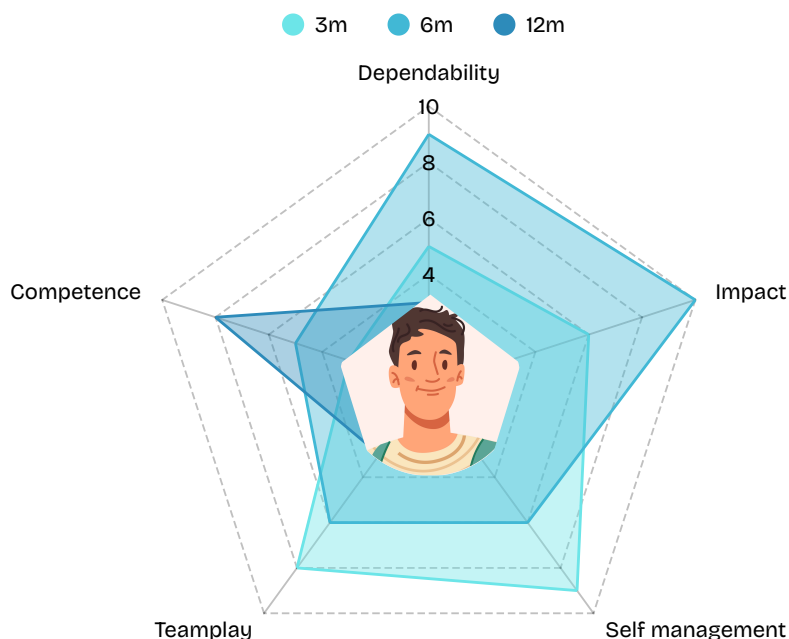 3m 6m 12m
Dependability
10
8
6
4
Competence
Impact
Teamplay
Self management